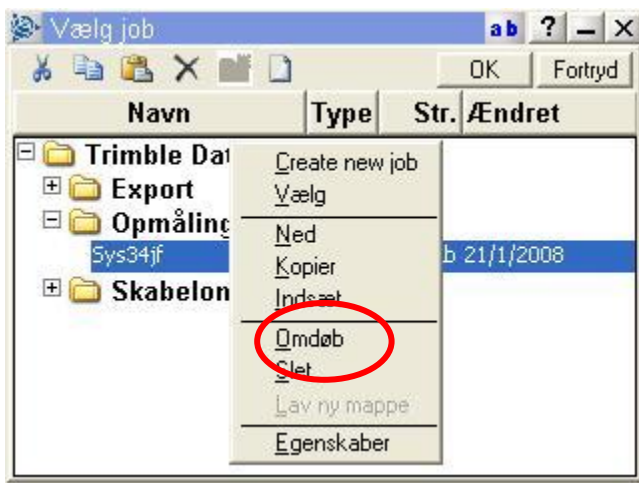 Vælg job
ab ? – X
OK Fortryd
Navn Type Str. Ændret
Trimble Dat
Export
Opmåling
Sys34jf b 21/1/2008
Skabelon
Create new job
Vælg
Ned
Kopier
Indsæt
Omdøb
Slet
Lav ny mappe
Egenskaber